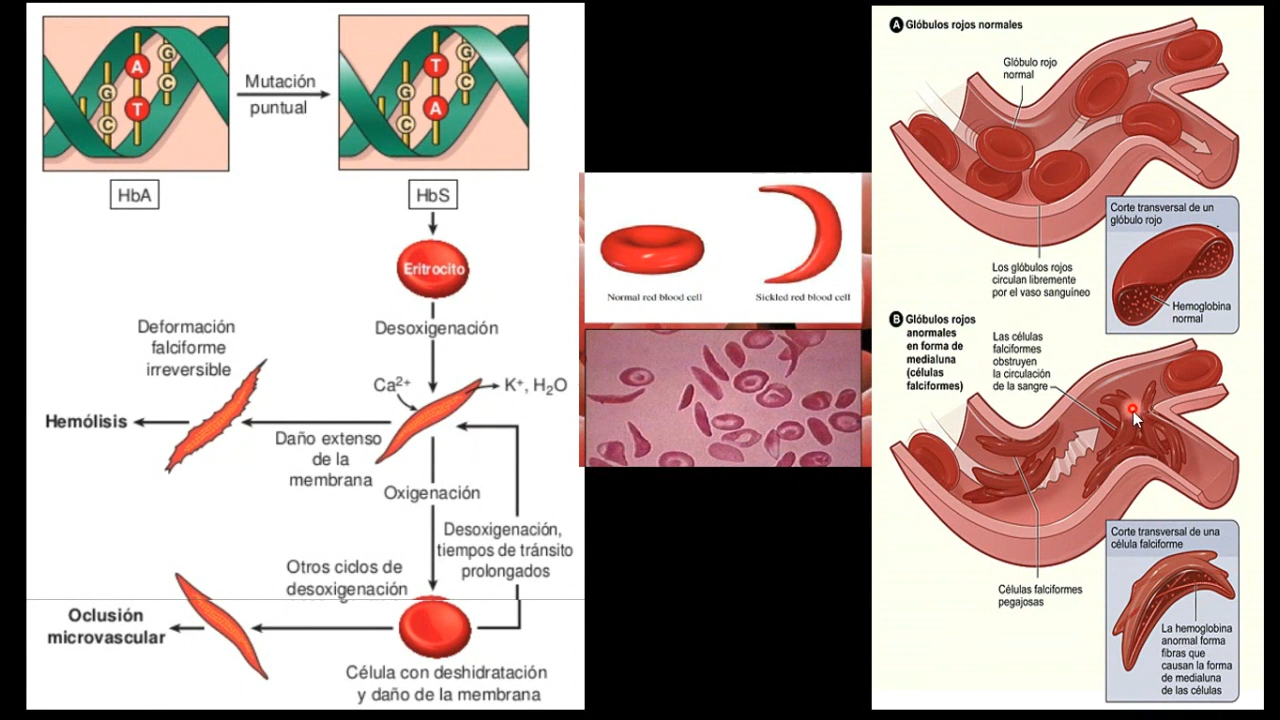 A
T
G
C
G
C
Mutación
puntual
T
A
G
C
G
C
HbA
HbS
Eritrocito
Desoxigenación
Deformación
falciforme
irreversible
Ca2+
K+, H2O
Hemólisis
Daño extenso
de la
membrana
Oxigenación
Desoxigenación,
tiempos de tránsito
prolongados
Otros ciclos de
desoxigenación
Oclusión
microvascular
Célula con deshidratación
y daño de la membrana
Normal red blood cell
Sickled red blood cell
A Glóbulos rojos normales
Glóbulo rojo
normal
Corte transversal de un
glóbulo rojo
Los glóbulos rojos
circulan libremente
por el vaso sanguíneo
Hemoglobina
normal
B Glóbulos rojos
anormales
en forma de
medialuna
(células
falciformes)
Las células
falciformes
obstruyen
la circulación
de la sangre
Corte transversal de una
célula falciforme
Células falciformes
pegajosas
La hemoglobina
anormal forma
fibras que
causan la forma
de medialuna
de las células